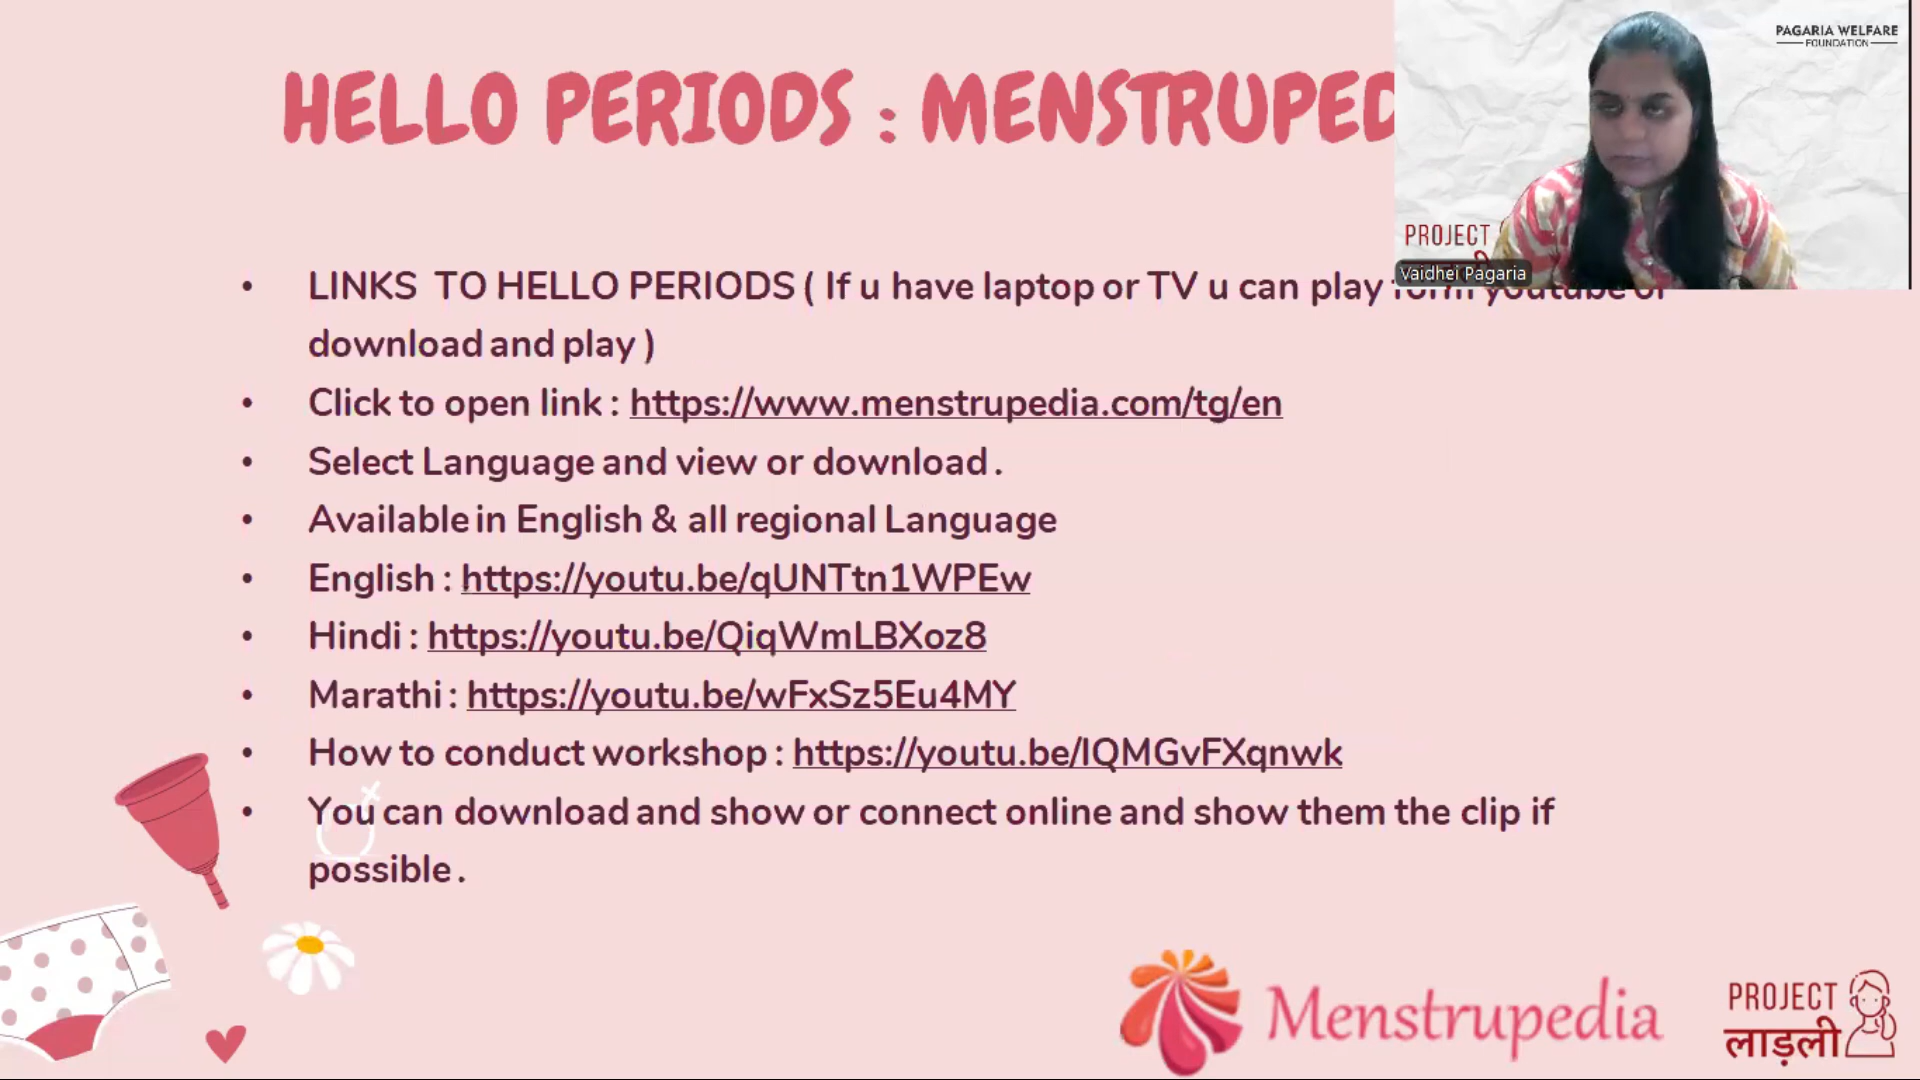 HELLO PERIODS : MENSTRUPED
PAGARIA WELFARE
FOUNDATION
PROJECT
Vaidhei Pagaria
• LINKS TO HELLO PERIODS ( If u have laptop or TV u can play form youtube or
download and play )
• Click to open link : https://www.menstrupedia.com/tg/en
• Select Language and view or download .
• Available in English & all regional Language
• English : https://youtu.be/qUNTtn1WPEw
• Hindi : https://youtu.be/QiqWmLBXoz8
• Marathi : https://youtu.be/wFxSz5Eu4MY
• How to conduct workshop : https://youtu.be/IQMGvFXqnwk
• You can download and show or connect online and show them the clip if
possible .
Menstrupedia
PROJECT
लाड़ली